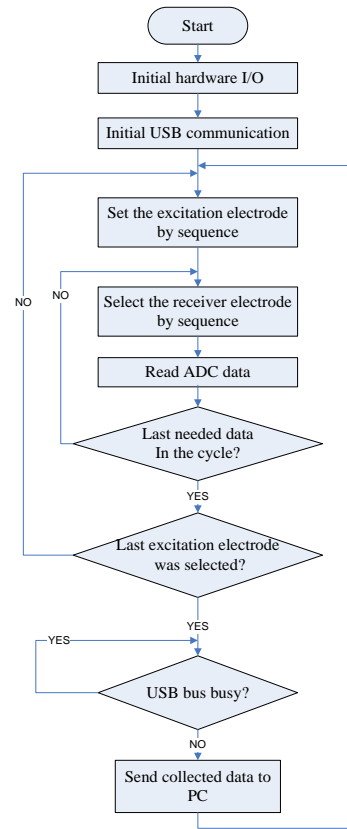 Start
Initial hardware I/O
Initial USB communication
Set the excitation electrode
by sequence
NO
NO
Select the receiver electrode
by sequence
Read ADC data
Last needed data
In the cycle?
YES
Last excitation electrode
was selected?
YES
YES
USB bus busy?
NO
Send collected data to
PC